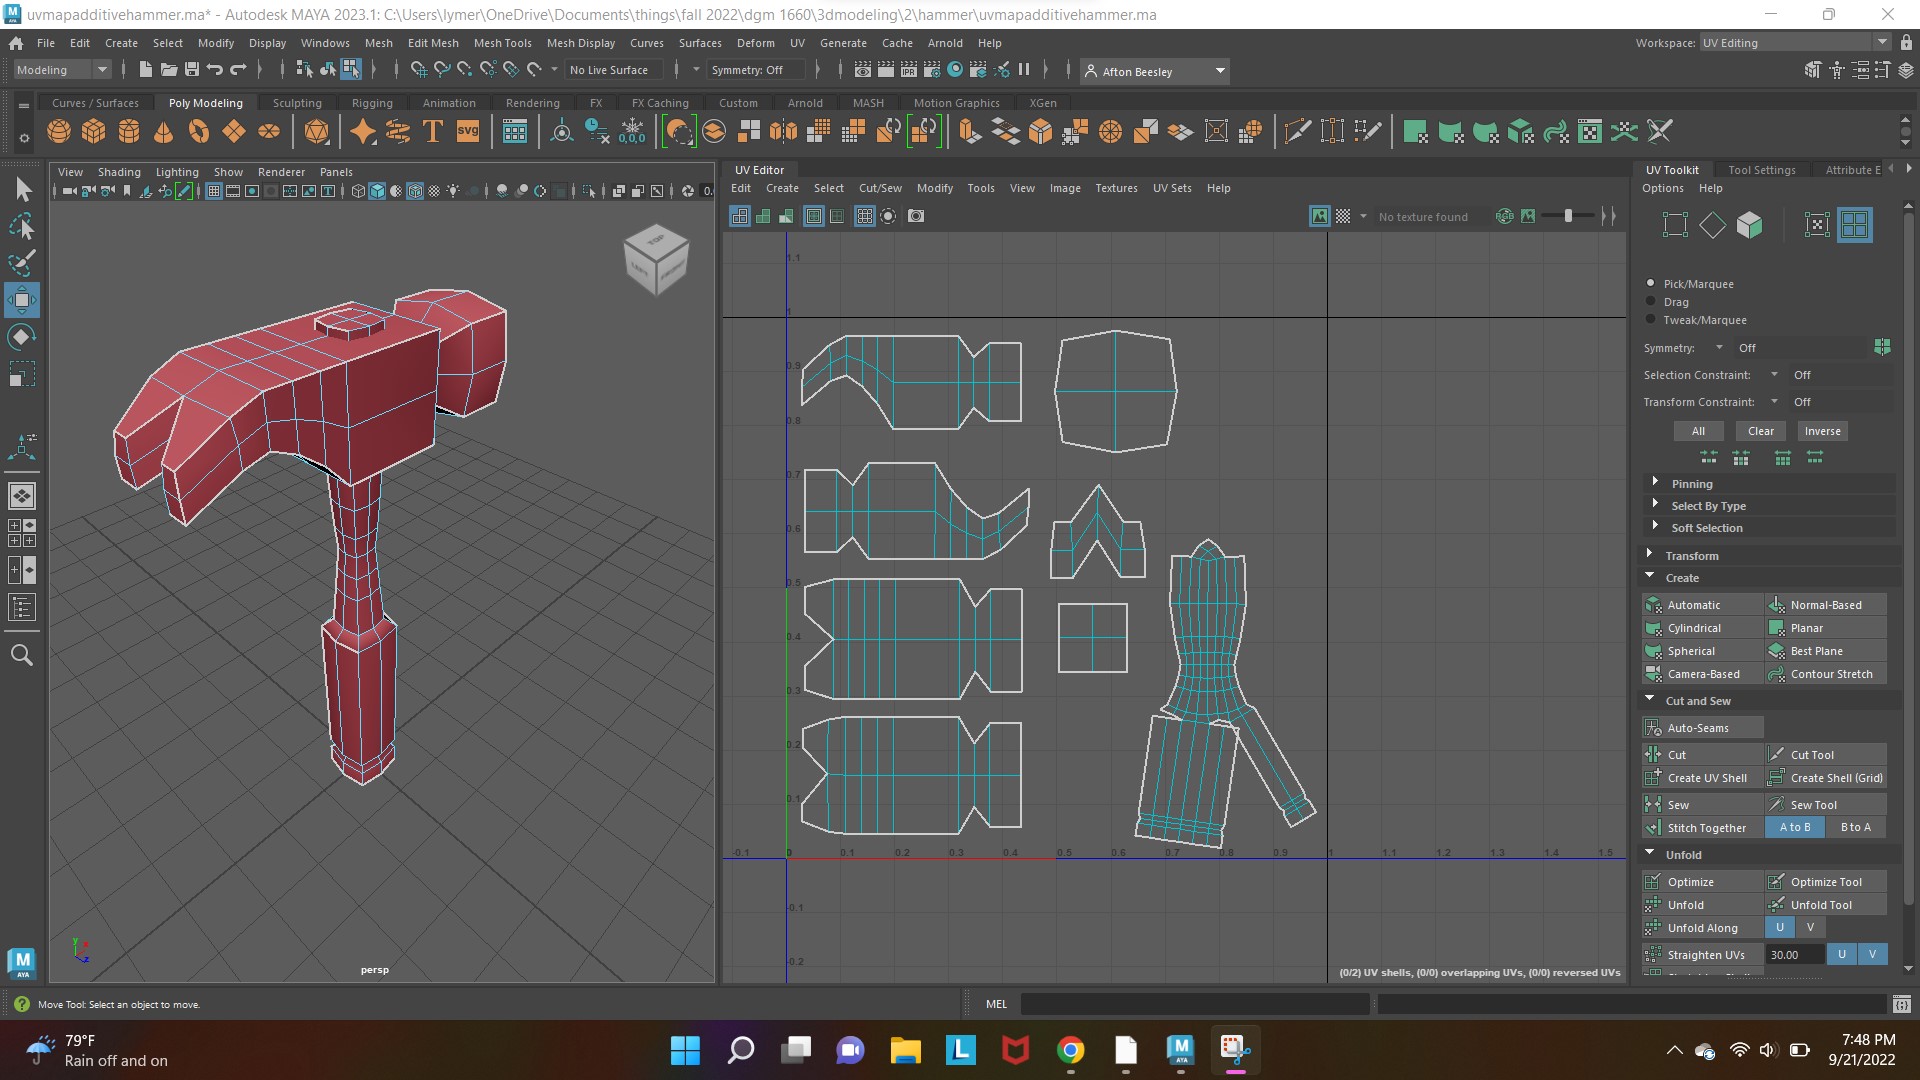 uvmapadditivehammer.ma* - Autodesk MAYA 2023.1: C:\Users\lymer\OneDrive\Documents\things\fall 2022\dgm 1660\3dmodeling\2\hammer\uvmapadditivehammer.ma
File Edit Create Select Modify Display Windows Mesh Edit Mesh Mesh Tools Mesh Display Curves Surfaces Deform UV Generate Cache Arnold Help
Workspace: UV Editing
Modeling No Live Surface Symmetry: Off IPR Afton Beesley
Curves / Surfaces Poly Modeling Sculpting Rigging Animation Rendering FX FX Caching Custom Arnold MASH Motion Graphics XGen
T svg 0,0,0
View Shading Lighting Show Renderer Panels
UV Editor
Edit Create Select Cut/Sew Modify Tools View Image Textures UV Sets Help
No texture found
UV Toolkit Tool Settings Attribute E
Options Help
Pick/Marquee
Drag
Tweak/Marquee
Symmetry: Off
Selection Constraint: Off
Transform Constraint: Off
All Clear Inverse
Pinning
Select By Type
Soft Selection
Transform
Create
Automatic Normal-Based
Cylindrical Planar
Spherical Best Plane
Camera-Based Contour Stretch
Cut and Sew
Auto-Seams
Cut Cut Tool
Create UV Shell Create Shell (Grid)
Sew Sew Tool
Stitch Together A to B B to A
Unfold
Optimize Optimize Tool
Unfold Unfold Tool
Unfold Along U V
Straighten UVs 30.00 U V
TOP
persp
y
x
z
1.1
1
0.9
0.8
0.7
0.6
0.5
0.4
0.3
0.2
0.1
-0.1 0 0.1 0.2 0.3 0.4 0.5 0.6 0.7 0.8 0.9 1 1.1 1.2 1.3 1.4 1.5
-0.1
-0.2
(0/2) UV shells, (0/0) overlapping UVs, (0/0) reversed UVs
M
AYA
Move Tool: Select an object to move.
MEL
79°F
Rain off and on
L
M
AYA
7:48 PM
9/21/2022